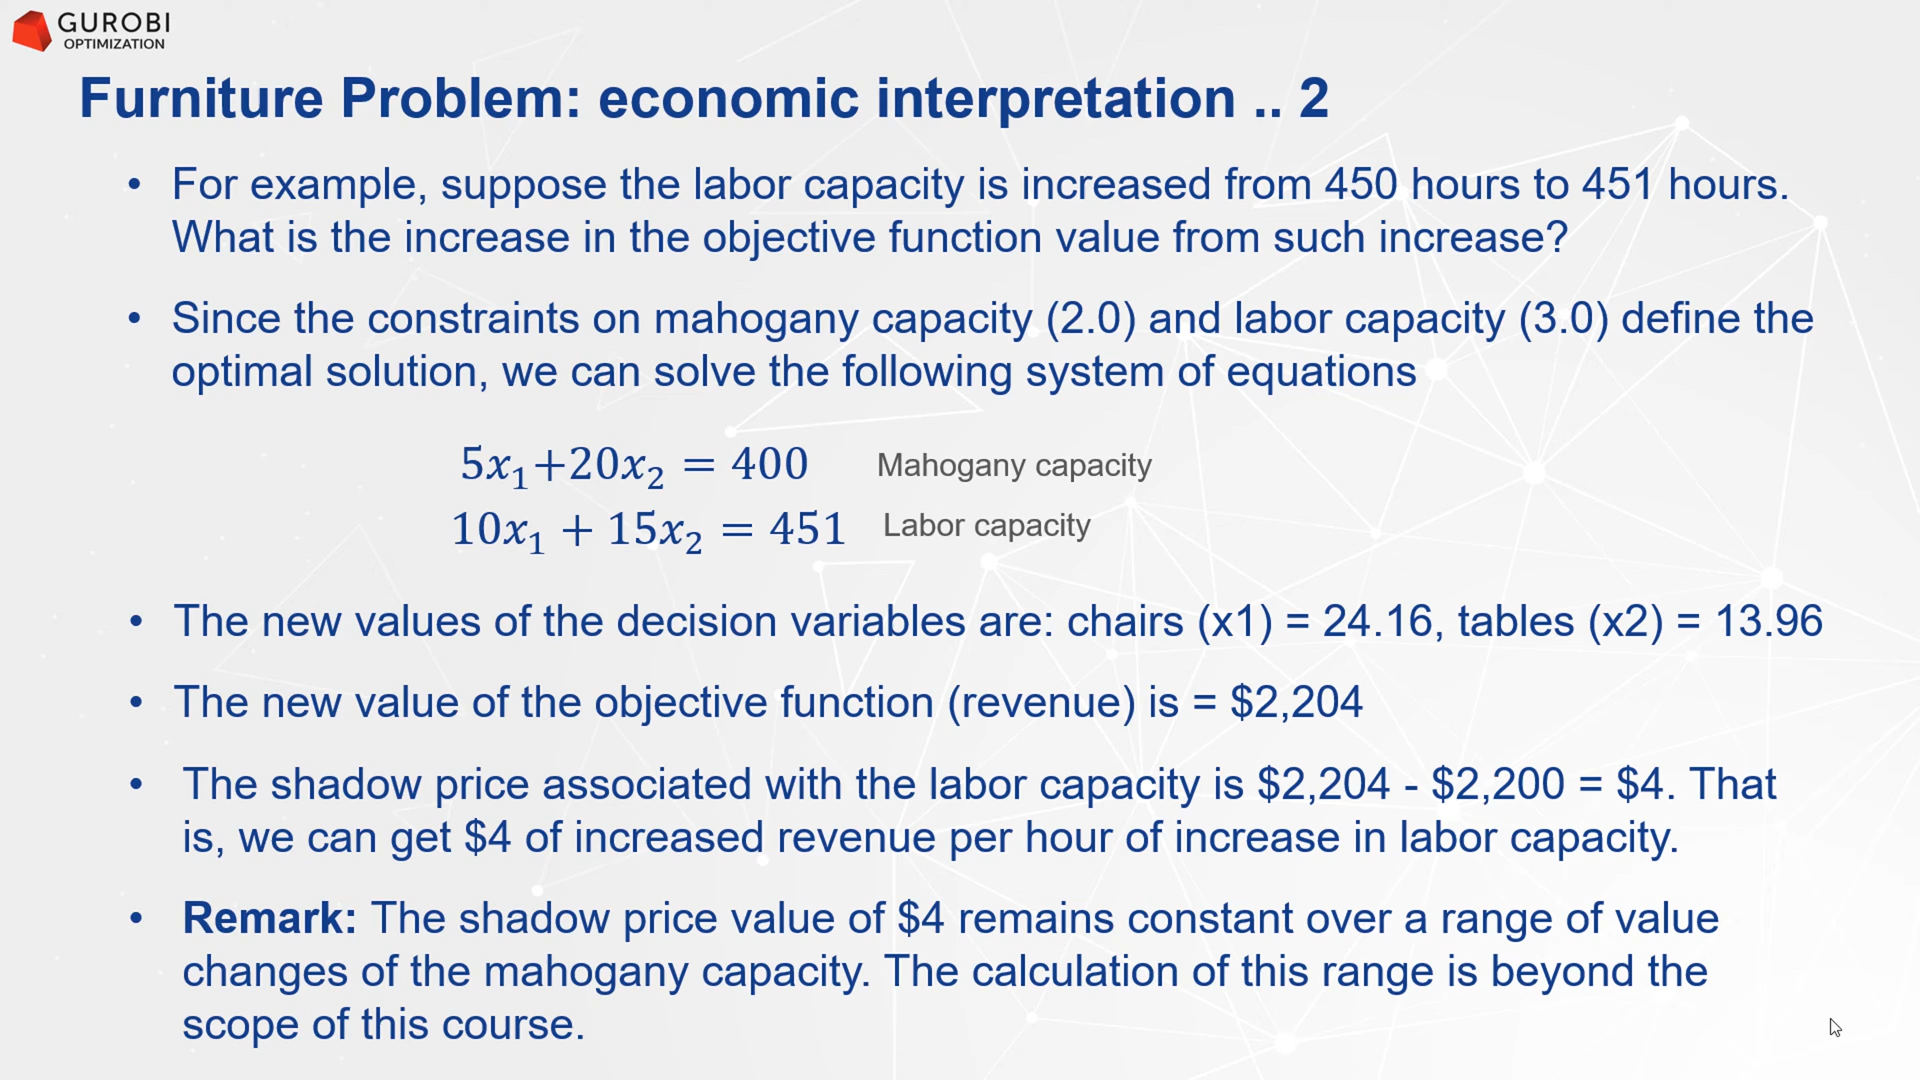 GUROBI
OPTIMIZATION
Furniture Problem: economic interpretation .. 2
• For example, suppose the labor capacity is increased from 450 hours to 451 hours.
What is the increase in the objective function value from such increase?
• Since the constraints on mahogany capacity (2.0) and labor capacity (3.0) define the
optimal solution, we can solve the following system of equations
5x₁+20x₂ = 400 Mahogany capacity
10x₁ + 15x₂ = 451 Labor capacity
• The new values of the decision variables are: chairs (x1) = 24.16, tables (x2) = 13.96
• The new value of the objective function (revenue) is = $2,204
• The shadow price associated with the labor capacity is $2,204 - $2,200 = $4. That
is, we can get $4 of increased revenue per hour of increase in labor capacity.
• Remark: The shadow price value of $4 remains constant over a range of value
changes of the mahogany capacity. The calculation of this range is beyond the
scope of this course.